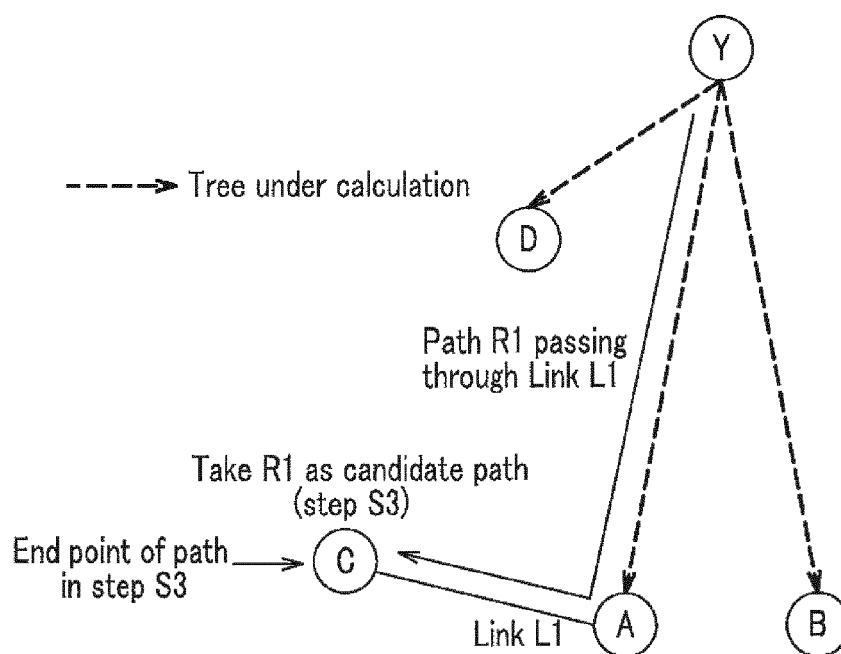 Y
Tree under calculation
D
Path R1 passing
through Link L1
Take R1 as candidate path
(step S3)
End point of path
in step S3
C
Link L1
A
B